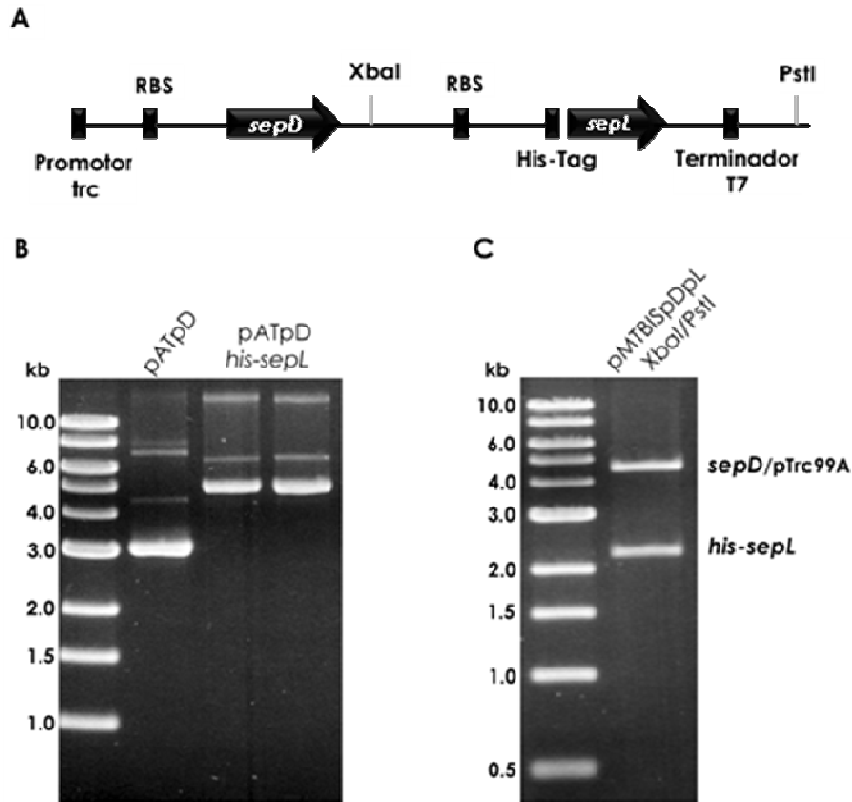 A
RBS
XbaI
RBS
PstI
sepD
sepL
Promotor
trc
His-Tag
Terminador
T7
B
pATpD
pATpD
his-sepL
kb
10.0
6.0
4.0
3.0
2.0
1.5
1.0
C
pMTBISpDpL
XbaI/PstI
kb
10.0
6.0
4.0
3.0
2.0
1.5
1.0
0.5
sepD/pTrc99A
his-sepL